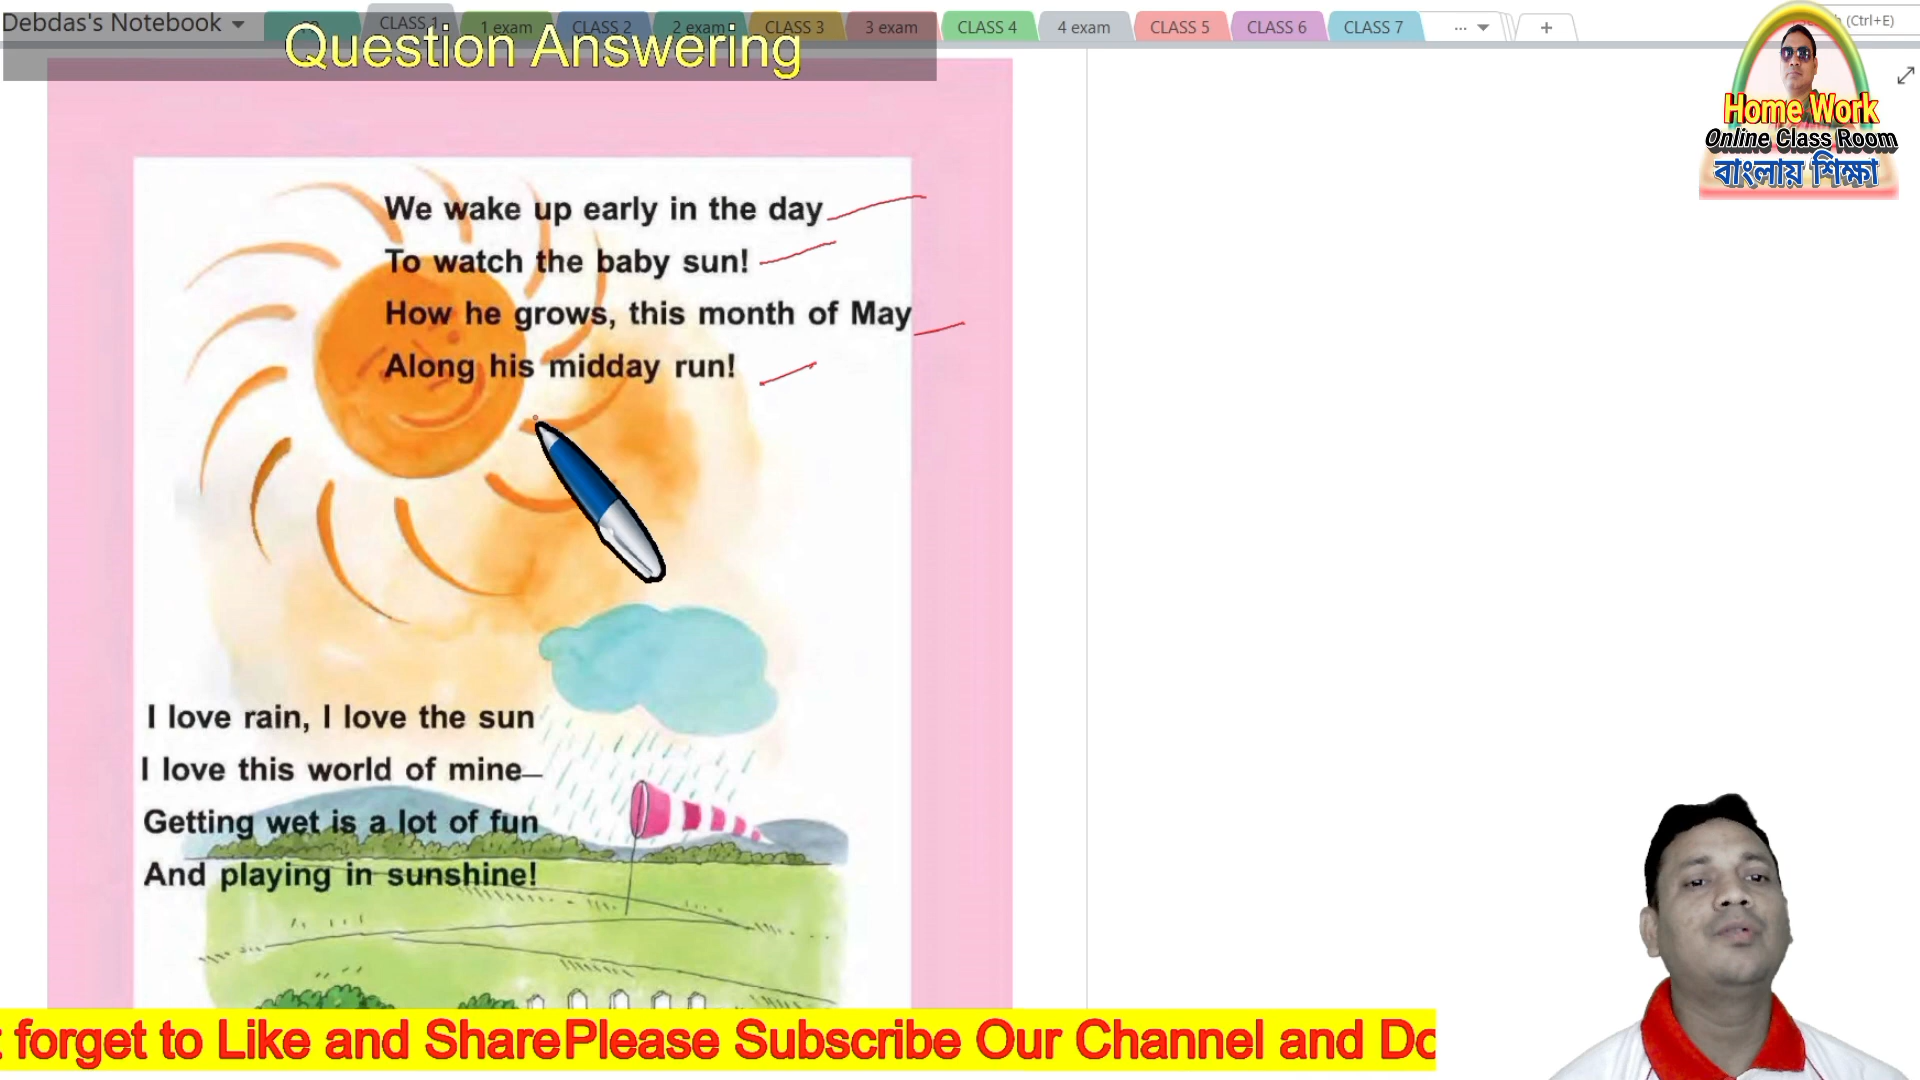 Debdas's Notebook
CLASS 1
1 exam
CLASS 2
2 exam
CLASS 3
3 exam
CLASS 4
4 exam
CLASS 5
CLASS 6
CLASS 7
...
+
(Ctrl+E)
Question Answering
Home Work
Online Class Room
বাংলায় শিক্ষা
We wake up early in the day
To watch the baby sun!
How he grows, this month of May
Along his midday run!
I love rain, I love the sun
I love this world of mine—
Getting wet is a lot of fun
And playing in sunshine!
forget to Like and SharePlease Subscribe Our Channel and Do